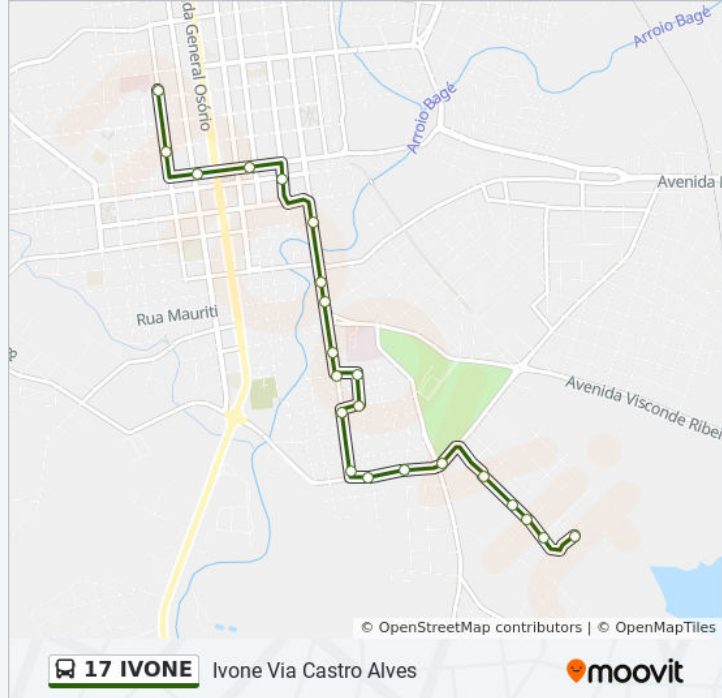 da General Osório
Arroio Bagé
Arroio Bagé
Avenida
Rua Mauriti
Avenida Visconde Ribei
© OpenStreetMap contributors | © OpenMapTiles
17 IVONE
Ivone Via Castro Alves
moovit